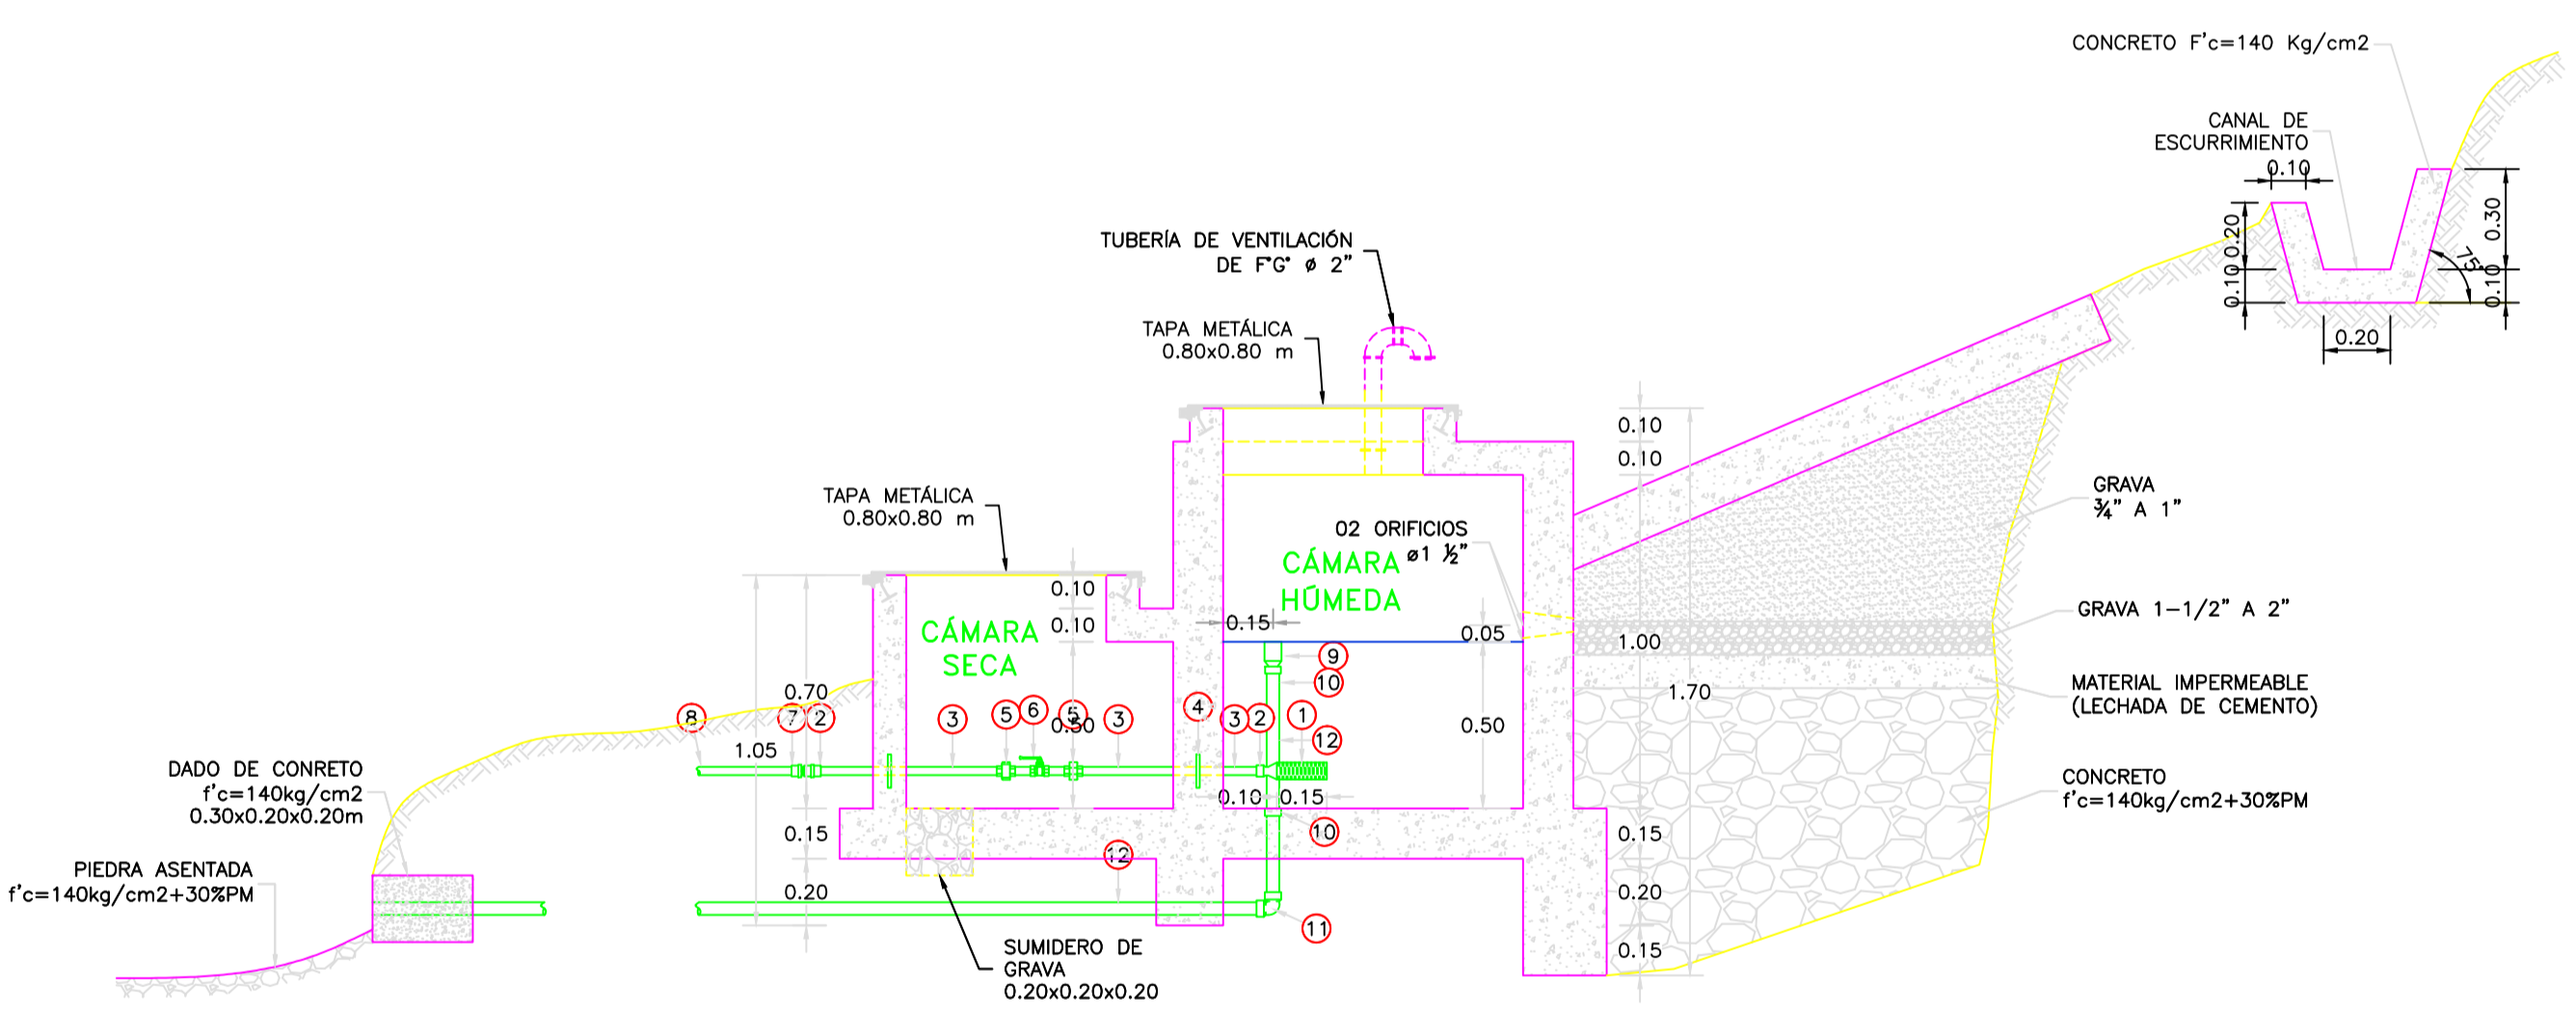 CONCRETO F'c=140 Kg/cm2
CANAL DE
ESCURRIMIENTO
0.10
0.20
0.10
0.30
0.10
75°
0.20
TUBERÍA DE VENTILACIÓN
DE F°G° ø 2"
TAPA METÁLICA
0.80x0.80 m
TAPA METÁLICA
0.80x0.80 m
02 ORIFICIOS
ø1 ½"
CÁMARA
HÚMEDA
CÁMARA
SECA
0.10
0.10
0.15
0.05
0.10
0.10
1.00
1.70
GRAVA
¾" A 1"
GRAVA 1-1/2" A 2"
MATERIAL IMPERMEABLE
(LECHADA DE CEMENTO)
CONCRETO
f'c=140kg/cm2+30%PM
9
10
8
7
2
3
5
6
5
3
4
3
2
1
12
0.70
1.05
0.50
0.50
0.10
0.15
10
12
11
0.15
0.20
0.15
0.20
0.15
DADO DE CONRETO
f'c=140kg/cm2
0.30x0.20x0.20m
PIEDRA ASENTADA
f'c=140kg/cm2+30%PM
SUMIDERO DE
GRAVA
0.20x0.20x0.20